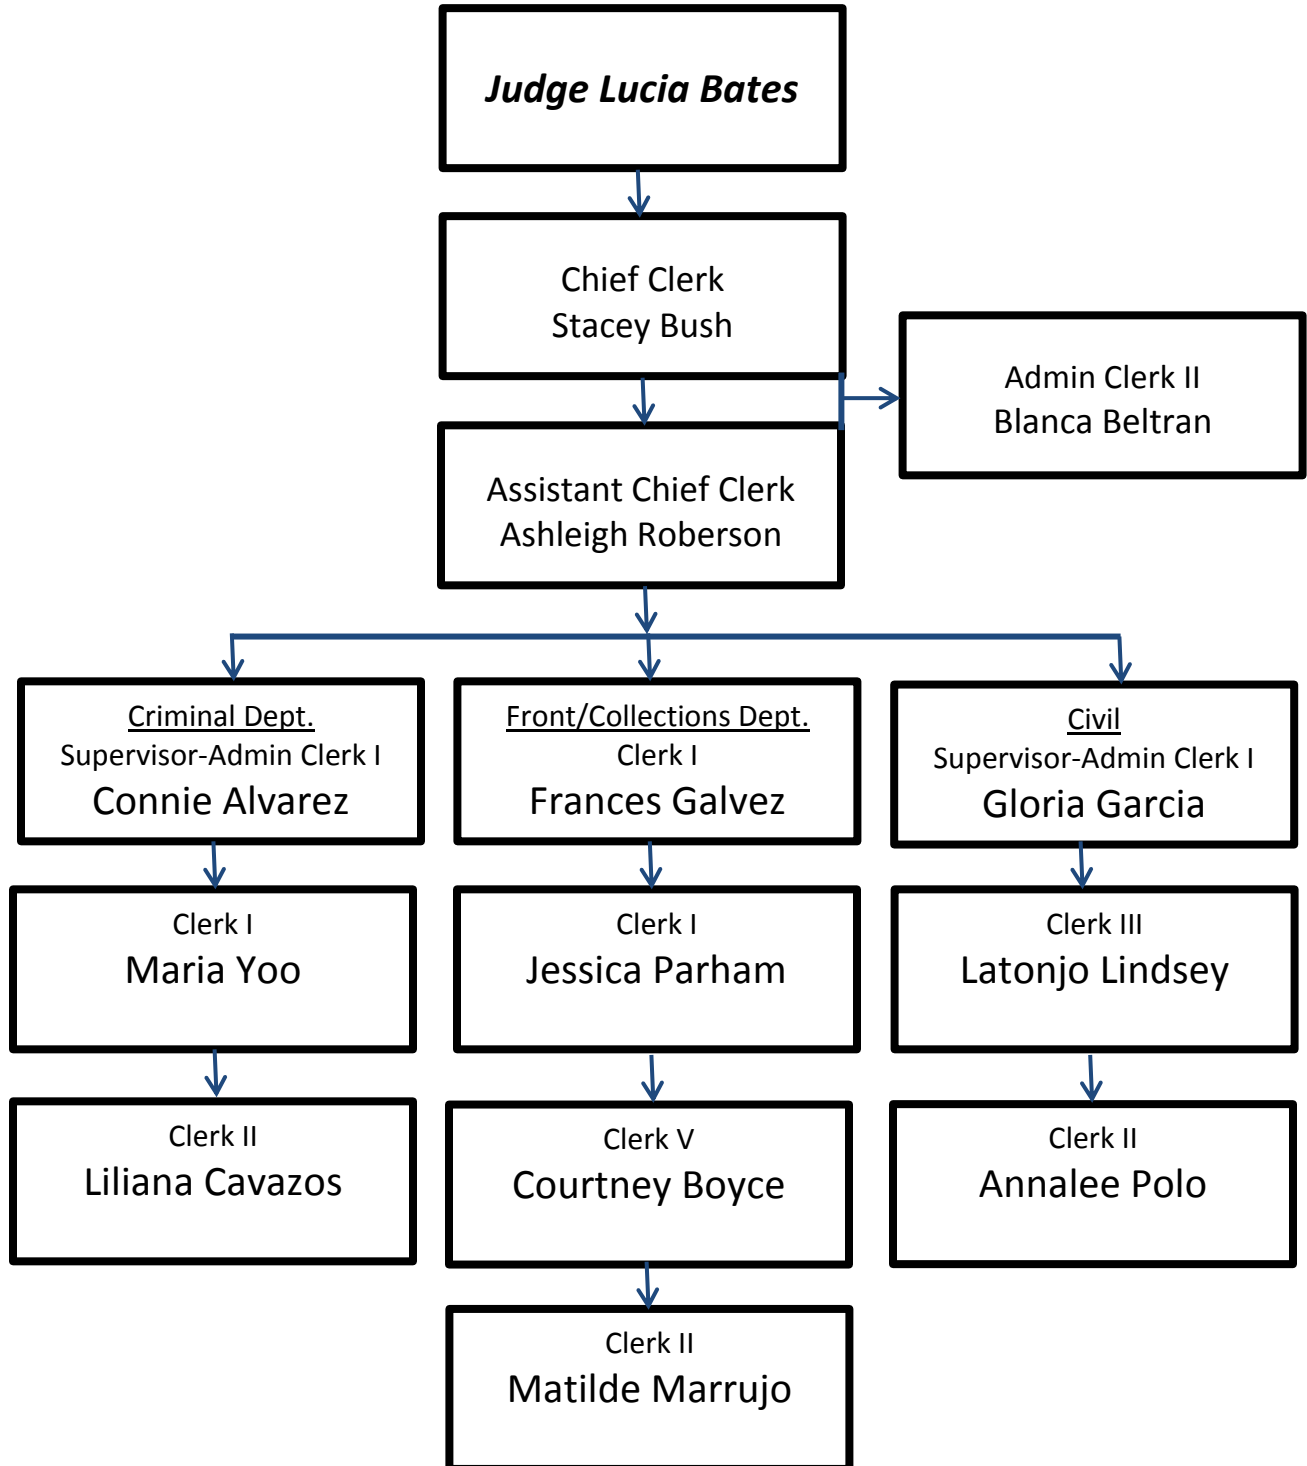 Judge Lucia Bates
Chief Clerk
Stacey Bush
Admin Clerk II
Blanca Beltran
Assistant Chief Clerk
Ashleigh Roberson
Criminal Dept.
Supervisor-Admin Clerk I
Connie Alvarez
Front/Collections Dept.
Clerk I
Frances Galvez
Civil
Supervisor-Admin Clerk I
Gloria Garcia
Clerk I
Maria Yoo
Clerk I
Jessica Parham
Clerk III
Latonjo Lindsey
Clerk II
Liliana Cavazos
Clerk V
Courtney Boyce
Clerk II
Annalee Polo
Clerk II
Matilde Marrujo